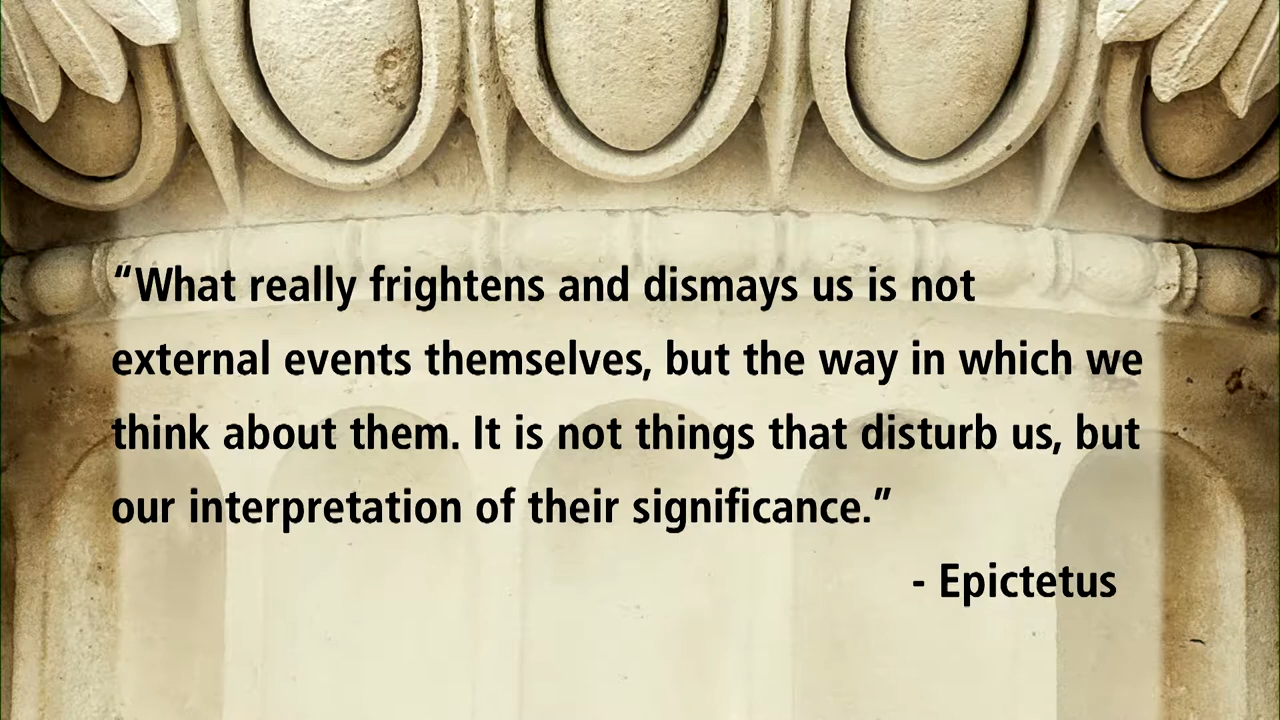 “What really frightens and dismays us is not
external events themselves, but the way in which we
think about them. It is not things that disturb us, but
our interpretation of their significance.”
- Epictetus